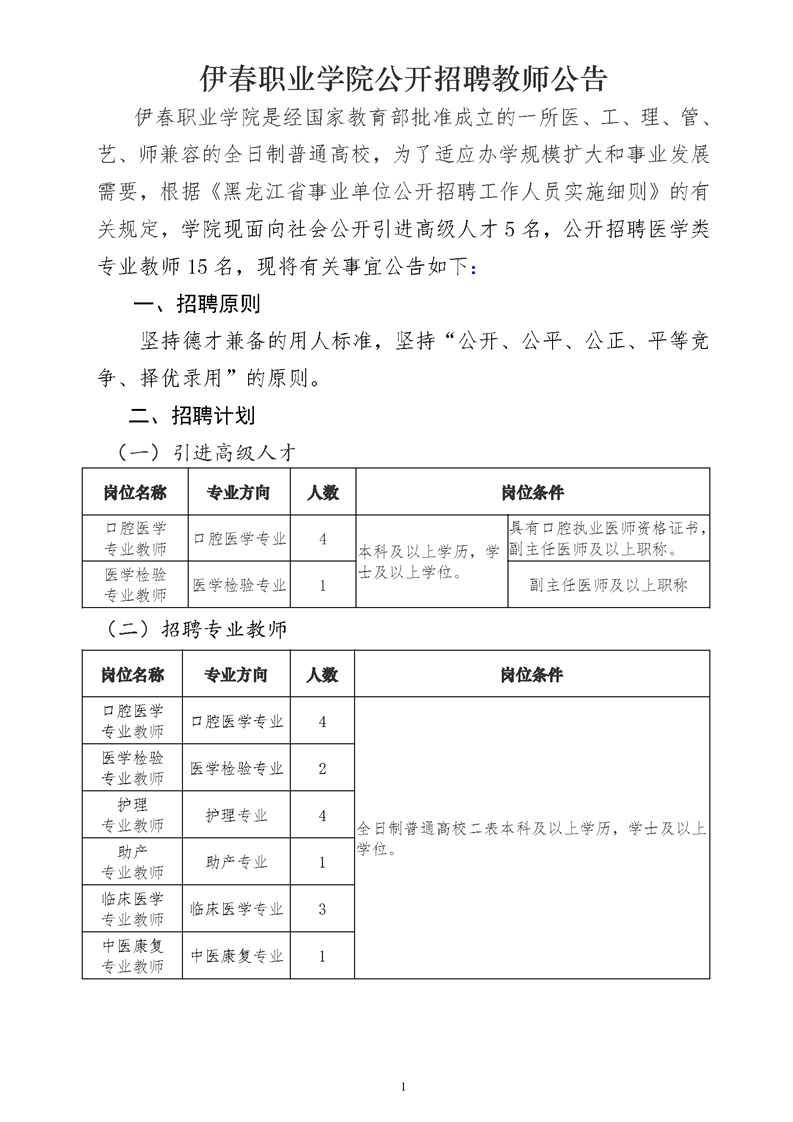 伊春职业学院公开招聘教师公告
伊春职业学院是经国家教育部批准成立的一所医、工、理、管、
艺、师兼容的全日制普通高校，为了适应办学规模扩大和事业发展
需要，根据《黑龙江省事业单位公开招聘工作人员实施细则》的有
关规定，学院现面向社会公开引进高级人才 5 名，公开招聘医学类
专业教师 15 名，现将有关事宜公告如下：
一、招聘原则
坚持德才兼备的用人标准，坚持“公开、公平、公正、平等竞
争、择优录用”的原则。
二、招聘计划
（一）引进高级人才
岗位名称 专业方向 人数 岗位条件
口腔医学
专业教师
口腔医学专业
4
本科及以上学历，学
士及以上学位。
具有口腔执业医师资格证书，
副主任医师及以上职称。
医学检验
专业教师
医学检验专业
1
副主任医师及以上职称
（二）招聘专业教师
岗位名称 专业方向 人数 岗位条件
口腔医学
专业教师
口腔医学专业
4
医学检验
专业教师
医学检验专业
2
护理
专业教师
护理专业
4
全日制普通高校二表本科及以上学历，学士及以上
学位。
助产
专业教师
助产专业
1
临床医学
专业教师
临床医学专业
3
中医康复
专业教师
中医康复专业
1
1